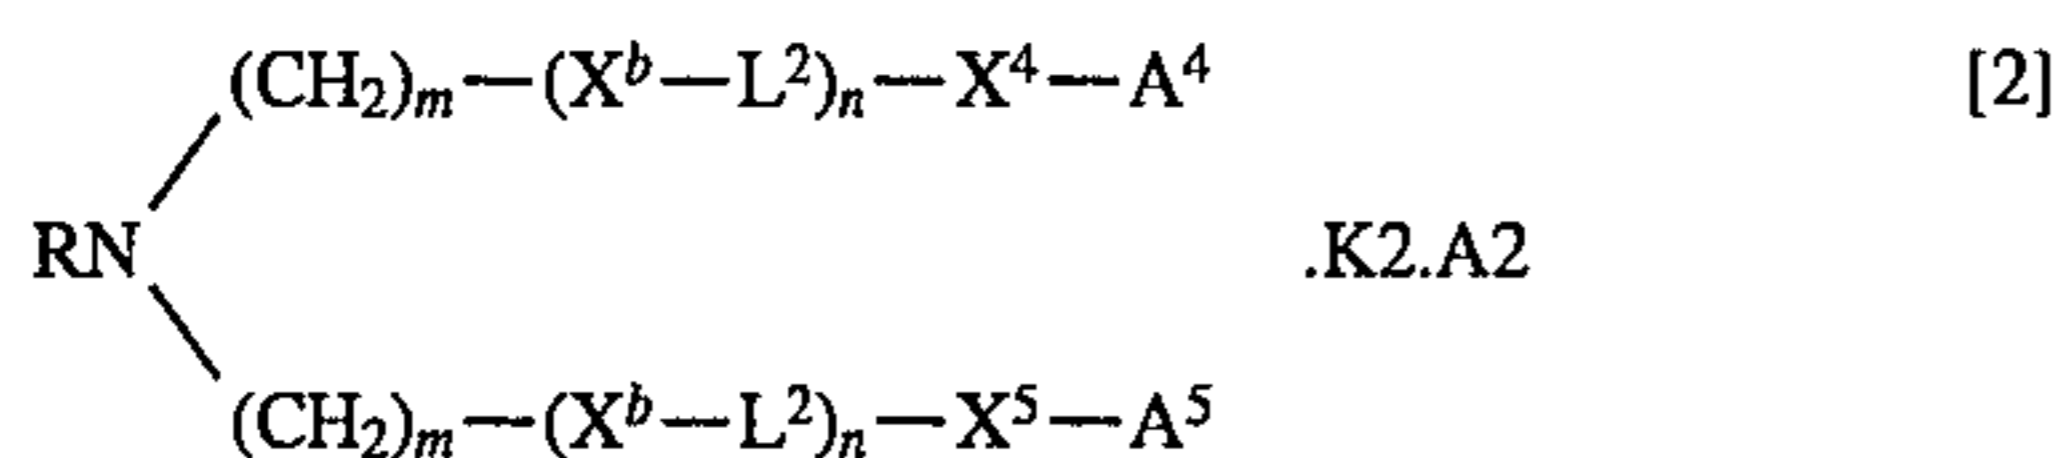 (CH₂)ₘ—(Xᵇ—L²)ₙ—X⁴—A⁴ [2]
RN .K2.A2
(CH₂)ₘ—(Xᵇ—L²)ₙ—X⁵—A⁵